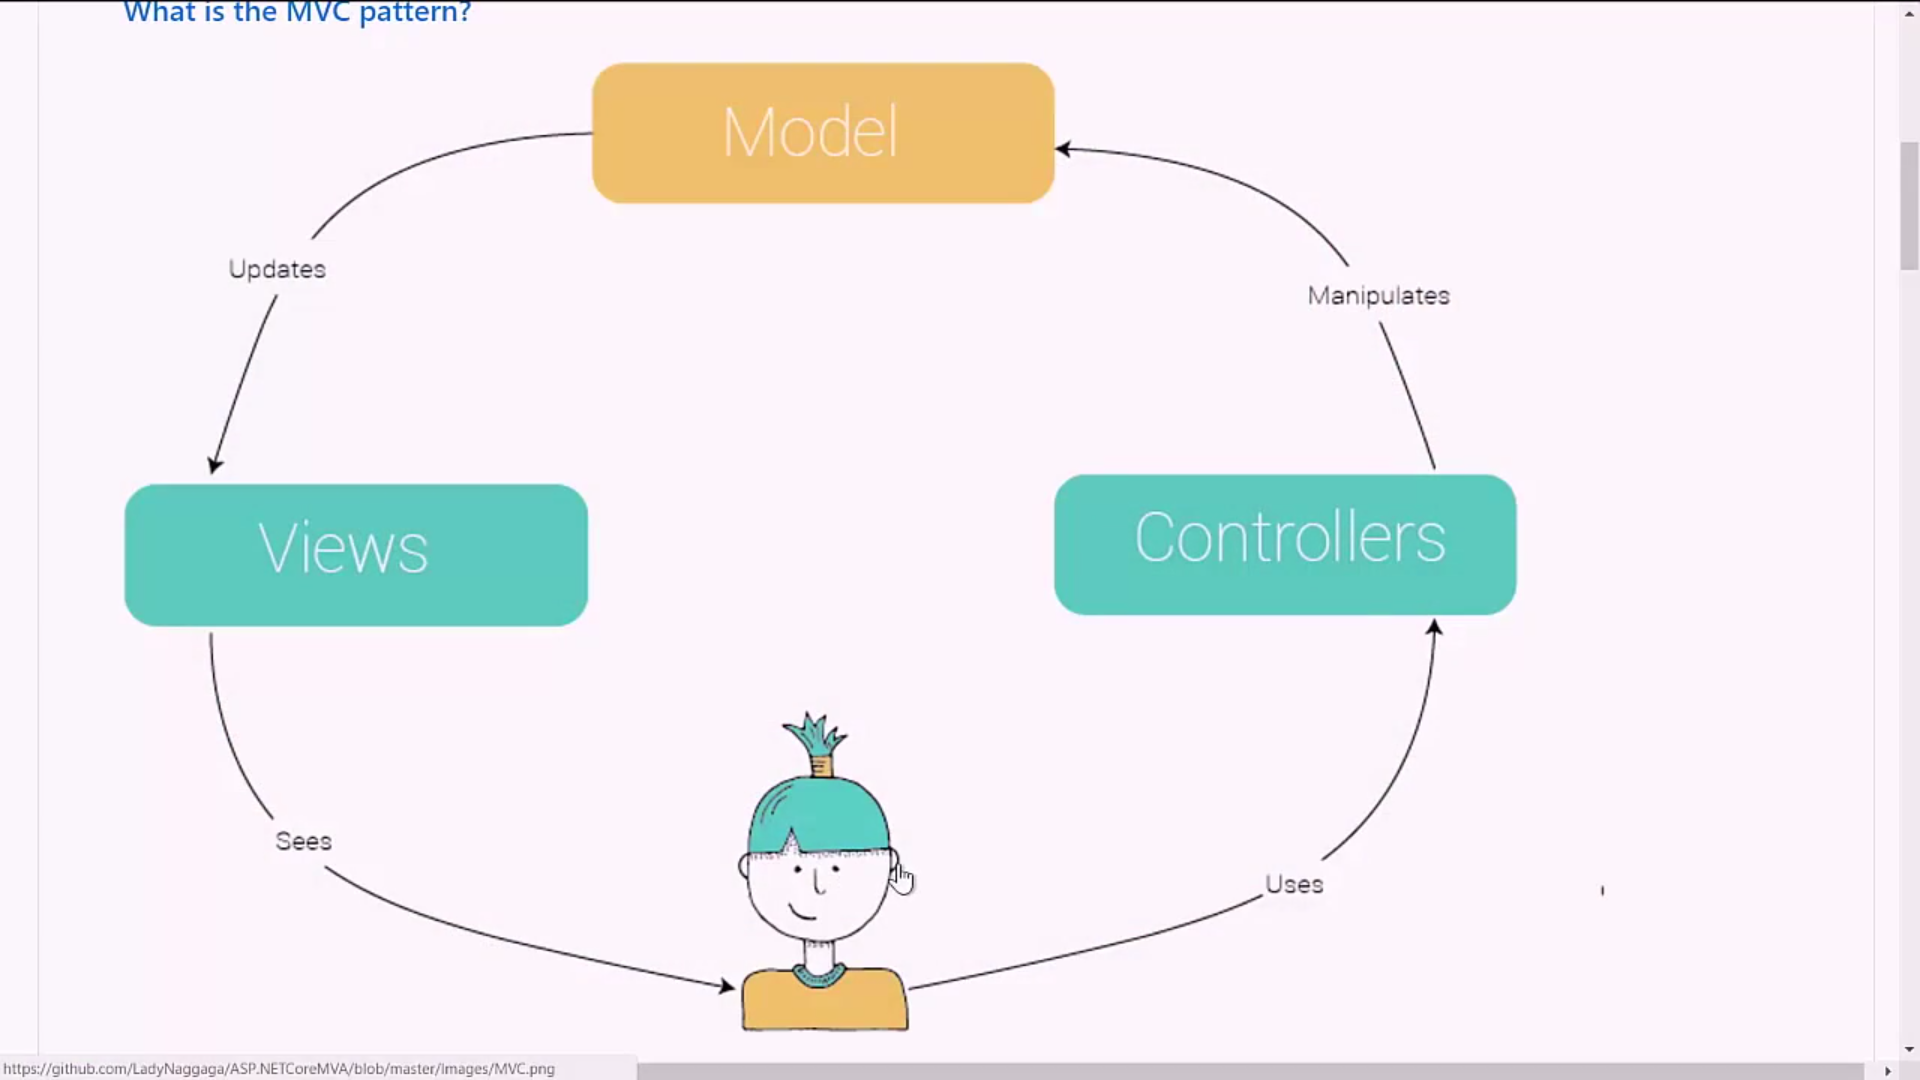 What is the MVC pattern?
Model
Updates
Manipulates
Views
Controllers
Sees
Uses
https://github.com/LadyNaggaga/ASP.NETCoreMVA/blob/master/Images/MVC.png